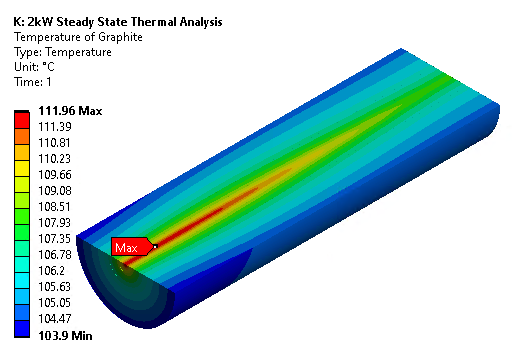 K: 2kW Steady State Thermal Analysis
Temperature of Graphite
Type: Temperature
Unit: °C
Time: 1
111.96 Max
111.39
110.81
110.23
109.66
109.08
108.51
107.93
107.35
106.78
106.2
105.63
105.05
104.47
103.9 Min
Max